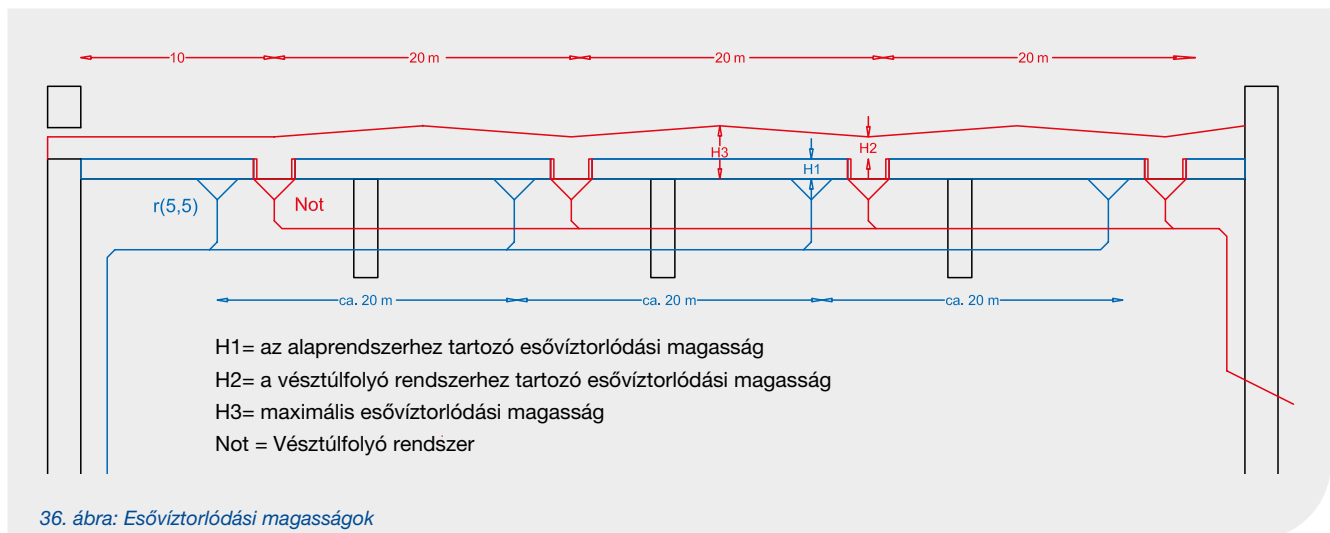 10
20 m
20 m
20 m
H3
H1
H2
r(5,5)
Not
ca. 20 m
ca. 20 m
ca. 20 m
H1= az alaprendszerhez tartozó esővíztorlódási magasság
H2= a vésztúlfolyó rendszerhez tartozó esővíztorlódási magasság
H3= maximális esővíztorlódási magasság
Not = Vésztúlfolyó rendszer
36. ábra: Esővíztorlódási magasságok